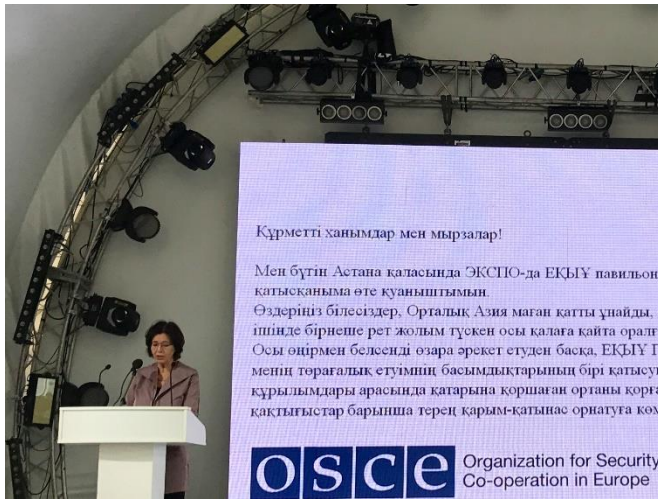 Құрметті ханымдар мен мырзалар!
Мен бүгін Астана қаласында ЭКСПО-да ЕҚЫҰ павильон
қатысқаныма өте қуаныштымын.
Өздеріңіз білесіздер, Орталық Азия маған қатты ұнайды,
ішінде бірнеше рет жолым түскен осы қалаға қайта оралғ
Осы өңірмен белсенді өзара әрекет етуден басқа, ЕҚЫҰ
менің төрағалық етуімнің басымдықтарының бірі қатысу
құрылымдары арасында қатарына қоршаған ортаны қорға
қақтығыстар барынша терең қарым-қатынас орнатуға көм
osce Organization for Security
Co-operation in Europe